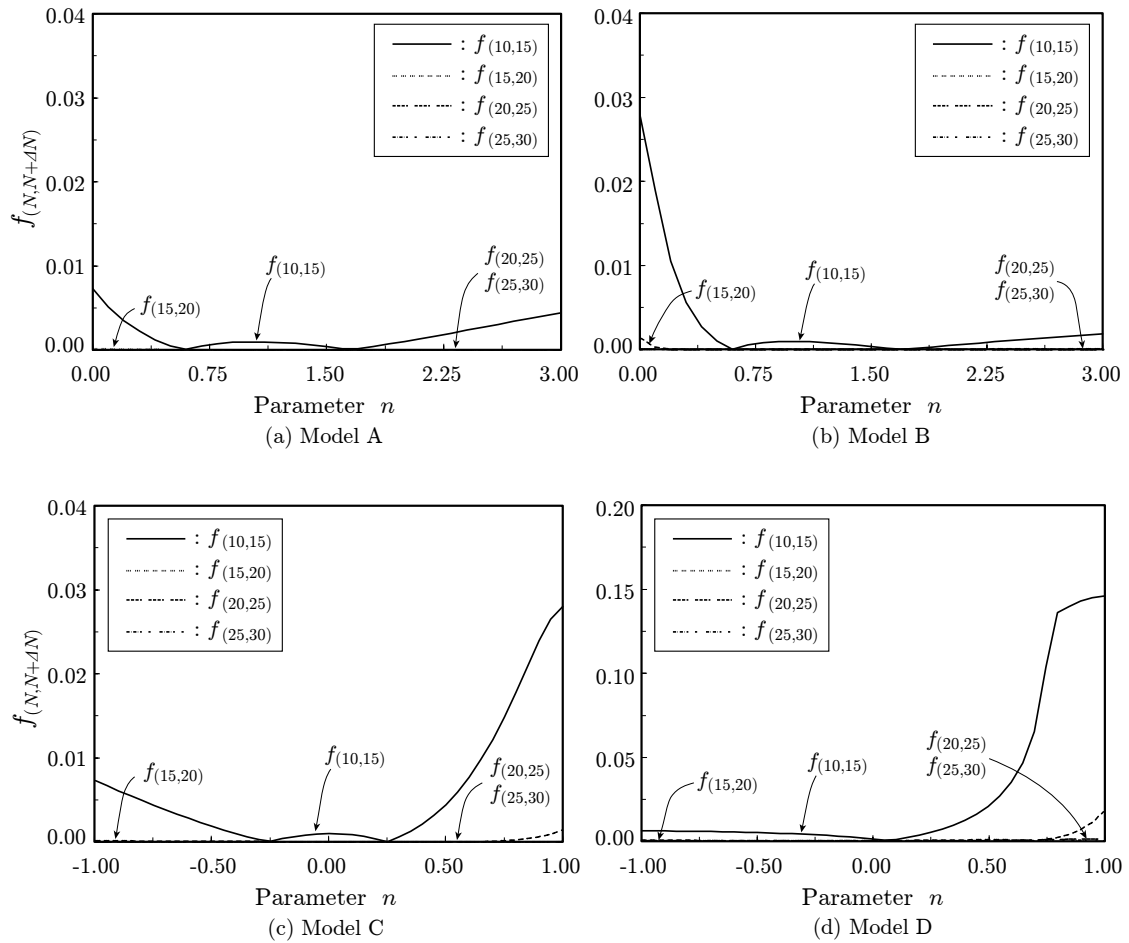 0.04
0.03
0.02
0.01
0.00
f(N,N+ΔN)
: f(10,15)
: f(15,20)
: f(20,25)
: f(25,30)
f(15,20)
f(10,15)
f(20,25)
f(25,30)
0.00 0.75 1.50 2.25 3.00
Parameter n
(a) Model A
0.04
0.03
0.02
0.01
0.00
: f(10,15)
: f(15,20)
: f(20,25)
: f(25,30)
f(15,20)
f(10,15)
f(20,25)
f(25,30)
0.00 0.75 1.50 2.25 3.00
Parameter n
(b) Model B
0.04
0.03
0.02
0.01
0.00
f(N,N+ΔN)
: f(10,15)
: f(15,20)
: f(20,25)
: f(25,30)
f(15,20)
f(10,15)
f(20,25)
f(25,30)
-1.00 -0.50 0.00 0.50 1.00
Parameter n
(c) Model C
0.20
0.15
0.10
0.05
0.00
: f(10,15)
: f(15,20)
: f(20,25)
: f(25,30)
f(15,20)
f(10,15)
f(20,25)
f(25,30)
-1.00 -0.50 0.00 0.50 1.00
Parameter n
(d) Model D